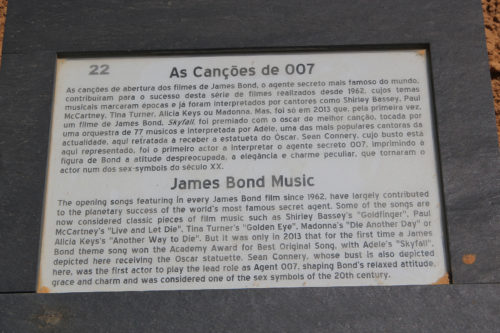 22
As Canções de 007
As canções de abertura dos filmes de James Bond, o agente secreto mais famoso do mundo,
contribuíram para o sucesso desta série de filmes realizados desde 1962, cujos temas
musicais marcaram épocas e já foram interpretados por cantores como Shirley Bassey, Paul
McCartney, Tina Turner, Alicia Keys ou Madonna. Mas, foi só em 2013 que, pela primeira vez,
um filme de James Bond, Skyfall, foi premiado com o oscar de melhor canção, tocada por
uma orquestra de 77 músicos e interpretada por Adele, uma das mais populares cantoras da
actualidade, aqui retratada a receber a estatueta do Óscar. Sean Connery, cujo busto está
aqui representado, foi o primeiro actor a interpretar o agente secreto 007, imprimindo à
figura de Bond a atitude despreocupada, a elegância e charme peculiar, que tornaram o
actor num dos sex-symbols do século XX.
James Bond Music
The opening songs featuring in every James Bond film since 1962, have largely contributed
to the planetary success of the world's most famous secret agent. Some of the songs are
now considered classic pieces of film music such as Shirley Bassey's "Goldfinger", Paul
McCartney's "Live and Let Die", Tina Turner's "Golden Eye", Madonna's "Die Another Day" or
Alicia Keys's "Another Way to Die". But it was only in 2013 that for the first time a James
Bond theme song won the Academy Award for Best Original Song, with Adele's "Skyfall",
depicted here receiving the Oscar statuette. Sean Connery, whose bust is also depicted
here, was the first actor to play the lead role as Agent 007, shaping Bond's relaxed attitude,
grace and charm and was considered one of the sex symbols of the 20th century.